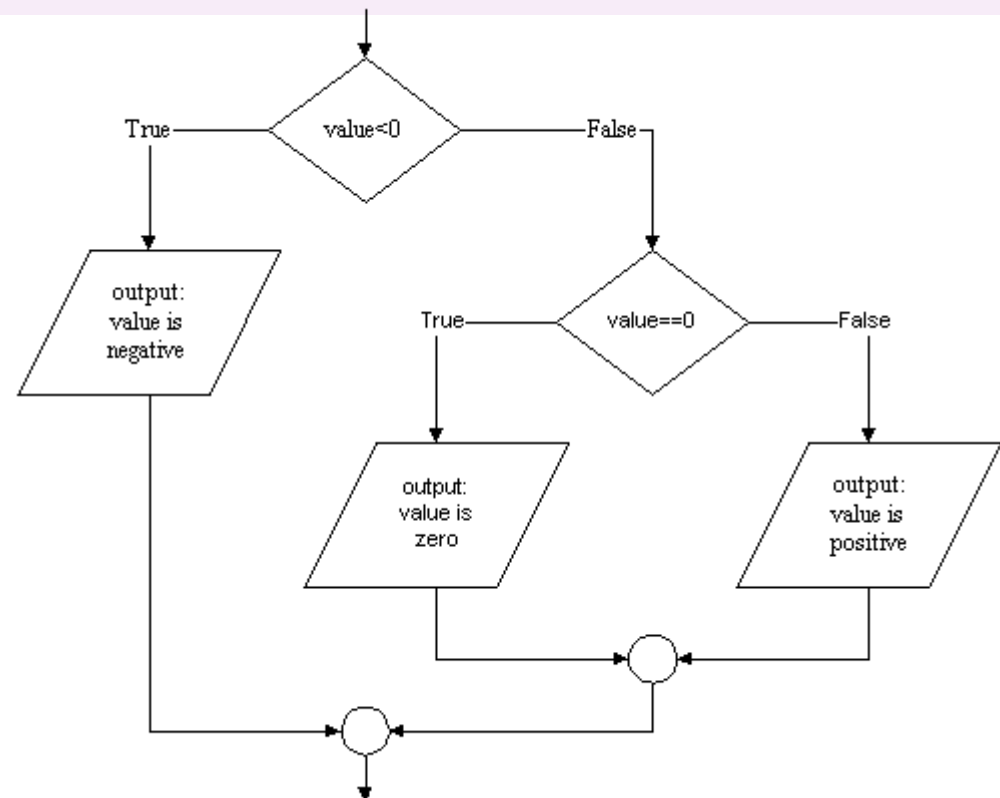 True
value<0
False
output:
value is
negative
True
value==0
False
output:
value is
zero
output:
value is
positive